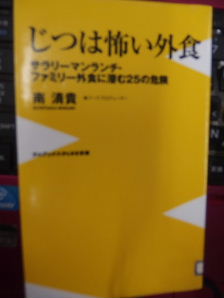 じつは怖い外食
サラリーマンランチ・
ファミリー外食に潜む25の危険
南 清貴